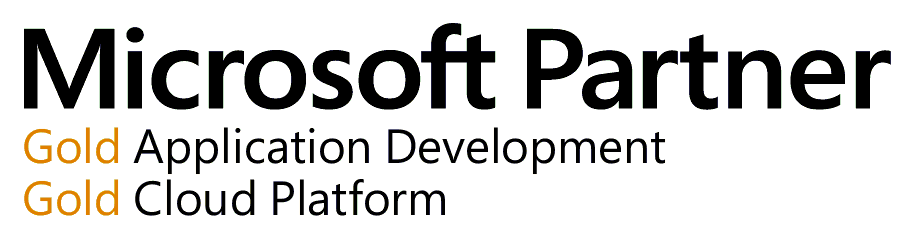 Microsoft Partner
Gold Application Development
Gold Cloud Platform